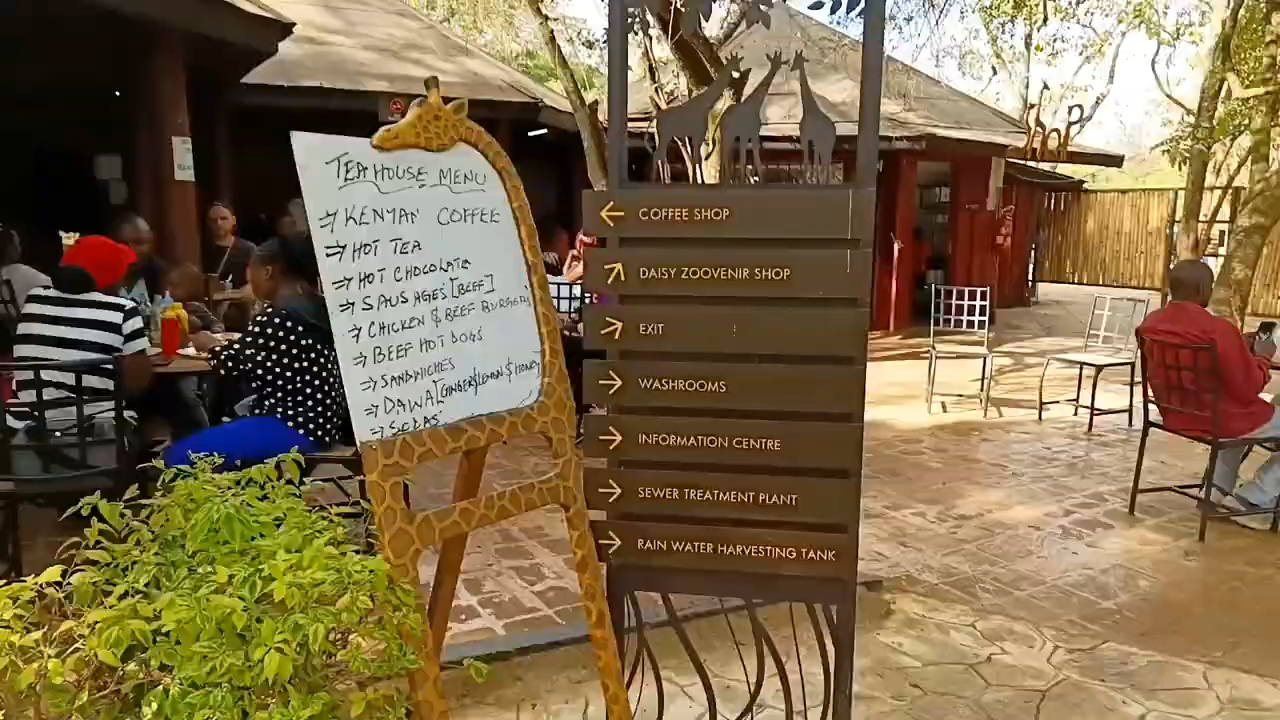 TEA HOUSE MENU
⇒ KENYAN COFFEE
⇒ HOT TEA
⇒ HOT CHOCOLATE
⇒ SAUSAGES [BEEF]
⇒ CHICKEN & BEEF BURGERS
⇒ BEEF HOT DOGS
⇒ SANDWICHES
⇒ DAWA [GINGER & LEMON & HONEY
⇒ SODAS
← COFFEE SHOP
↗ DAISY ZOOVENIR SHOP
→ EXIT
→ WASHROOMS
→ INFORMATION CENTRE
→ SEWER TREATMENT PLANT
→ RAIN WATER HARVESTING TANK